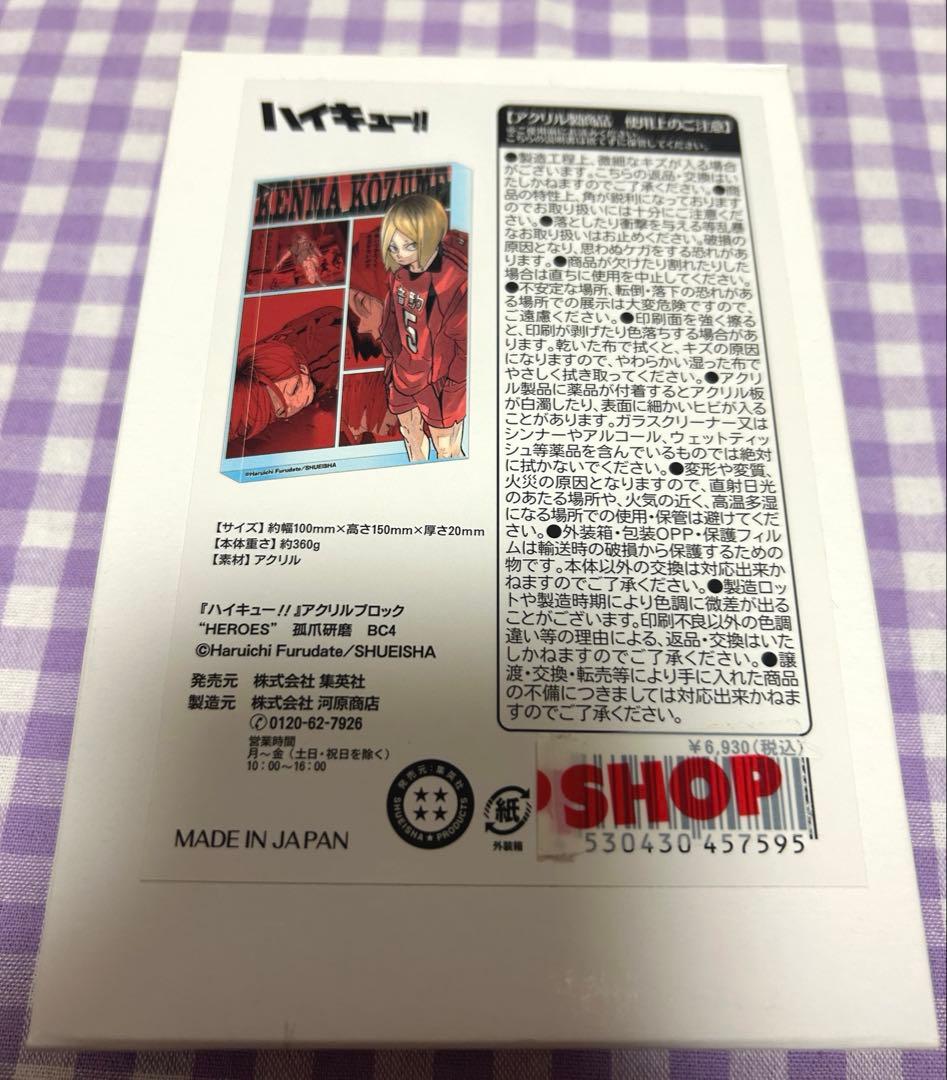 ハイキュー!!
KENMA KOZUME
音駒
5
©Haruichi Furudate/SHUEISHA
【サイズ】約幅100mm×高さ150mm×厚さ20mm
【本体重さ】約360g
【素材】アクリル
『ハイキュー!!』アクリルブロック
“HEROES” 孤爪研磨 BC4
©Haruichi Furudate/SHUEISHA
発売元 株式会社 集英社
製造元 株式会社 河原商店
0120-62-7926
営業時間
月～金（土日・祝日を除く）
10：00～16：00
MADE IN JAPAN
発売元:集英社
SHUEISHA★PRODUCTS
紙
外装箱
【アクリル製商品 使用上のご注意】
※ご使用前にお読みください。
こちらの説明書は捨てずに保管してください。
●製造工程上、微細なキズが入る場合
がございます。こちらの返品・交換はい
たしかねますのでご了承ください。●商
品の特性上、角が鋭利になっております
のでお取り扱いには十分にご注意くだ
さい。●落としたり衝撃を与える等乱暴
なお取り扱いはお止めください。破損の
原因となり、思わぬケガをする恐れがあ
ります。●商品が欠けたり割れたりした
場合は直ちに使用を中止してください。
●不安定な場所、転倒・落下の恐れがあ
る場所での展示は大変危険ですので、
ご遠慮ください。●印刷面を強く擦る
と、印刷が剥げたり色落ちする場合があ
ります。乾いた布で拭くと、キズの原因
になりますので、やわらかい湿った布で
やさしく拭き取ってください。●アクリ
ル製品に薬品が付着するとアクリル板
が白濁したり、表面に細かいヒビが入る
ことがあります。ガラスクリーナー又は
シンナーやアルコール、ウェットティッ
シュ等薬品を含んでいるものでは絶対
に拭かないでください。●変形や変質、
火災の原因となりますので、直射日光
のあたる場所や、火気の近く、高温多湿
になる場所での使用・保管は避けてくだ
さい。●外装箱・包装OPP・保護フィル
ムは輸送時の破損から保護するための
物です。本体以外の交換は対応出来か
ねますのでご了承ください。●製造ロッ
トや製造時期により色調に微差が出る
ことがございます。印刷不良以外の色調
違い等の理由による、返品・交換はいた
しかねますのでご了承ください。●譲
渡・交換・転売等により手に入れた商品
の不備につきましては対応出来かねま
すのでご了承ください。
￥6,930(税込)
SHOP
530430 457595